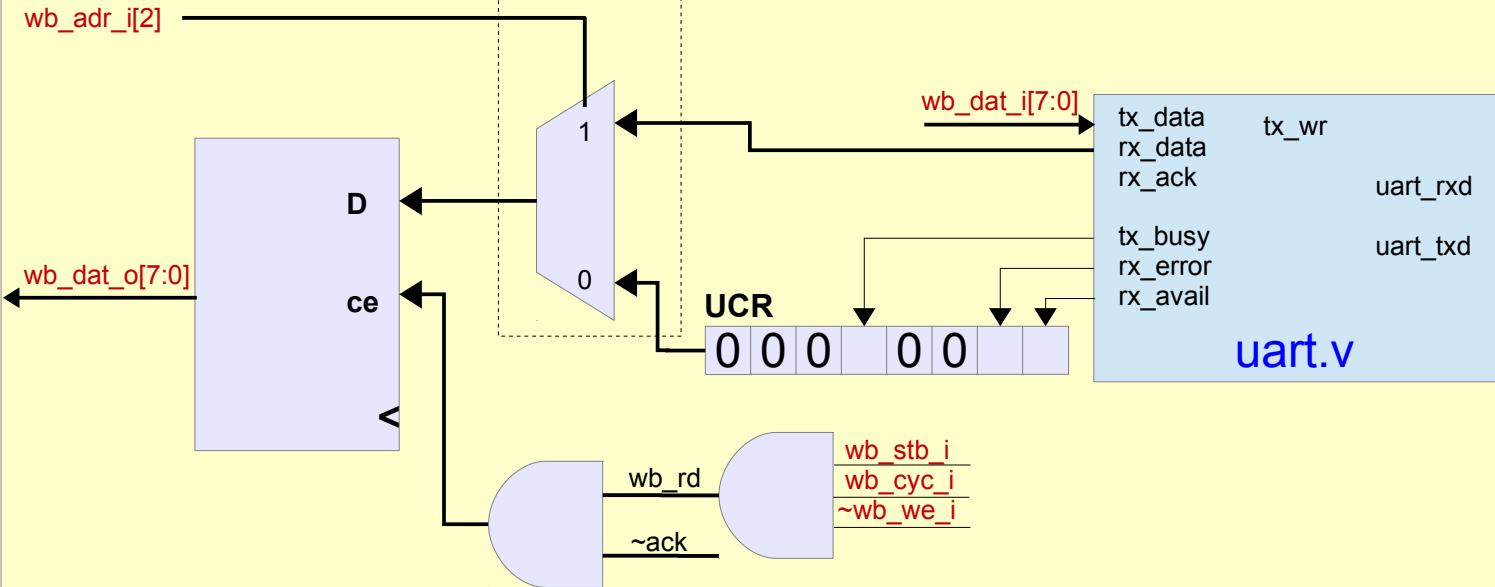 wb_adr_i[2]
wb_dat_i[7:0]
tx_data
tx_wr
1
rx_data
rx_ack
uart_rxd
D
tx_busy
uart_txd
rx_error
wb_dat_o[7:0]
0
rx_avail
ce
UCR
0 0 0 0 0
uart.v
<
wb_stb_i
wb_rd
wb_cyc_i
~wb_we_i
~ack